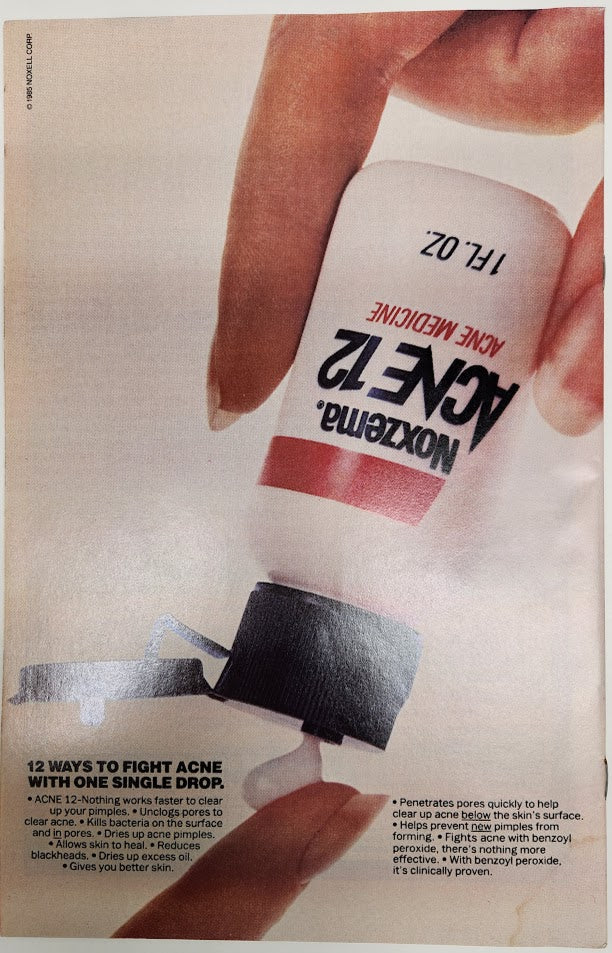 © 1985 NOXELL CORP.
1 FL. OZ.
ACNE MEDICINE
ACNE 12
Noxzema®
12 WAYS TO FIGHT ACNE
WITH ONE SINGLE DROP.
• ACNE 12-Nothing works faster to clear
up your pimples. • Unclogs pores to
clear acne. • Kills bacteria on the surface
and in pores. • Dries up acne pimples.
• Allows skin to heal. • Reduces
blackheads. • Dries up excess oil.
• Gives you better skin.
• Penetrates pores quickly to help
clear up acne below the skin's surface.
• Helps prevent new pimples from
forming. • Fights acne with benzoyl
peroxide, there's nothing more
effective. • With benzoyl peroxide,
it's clinically proven.